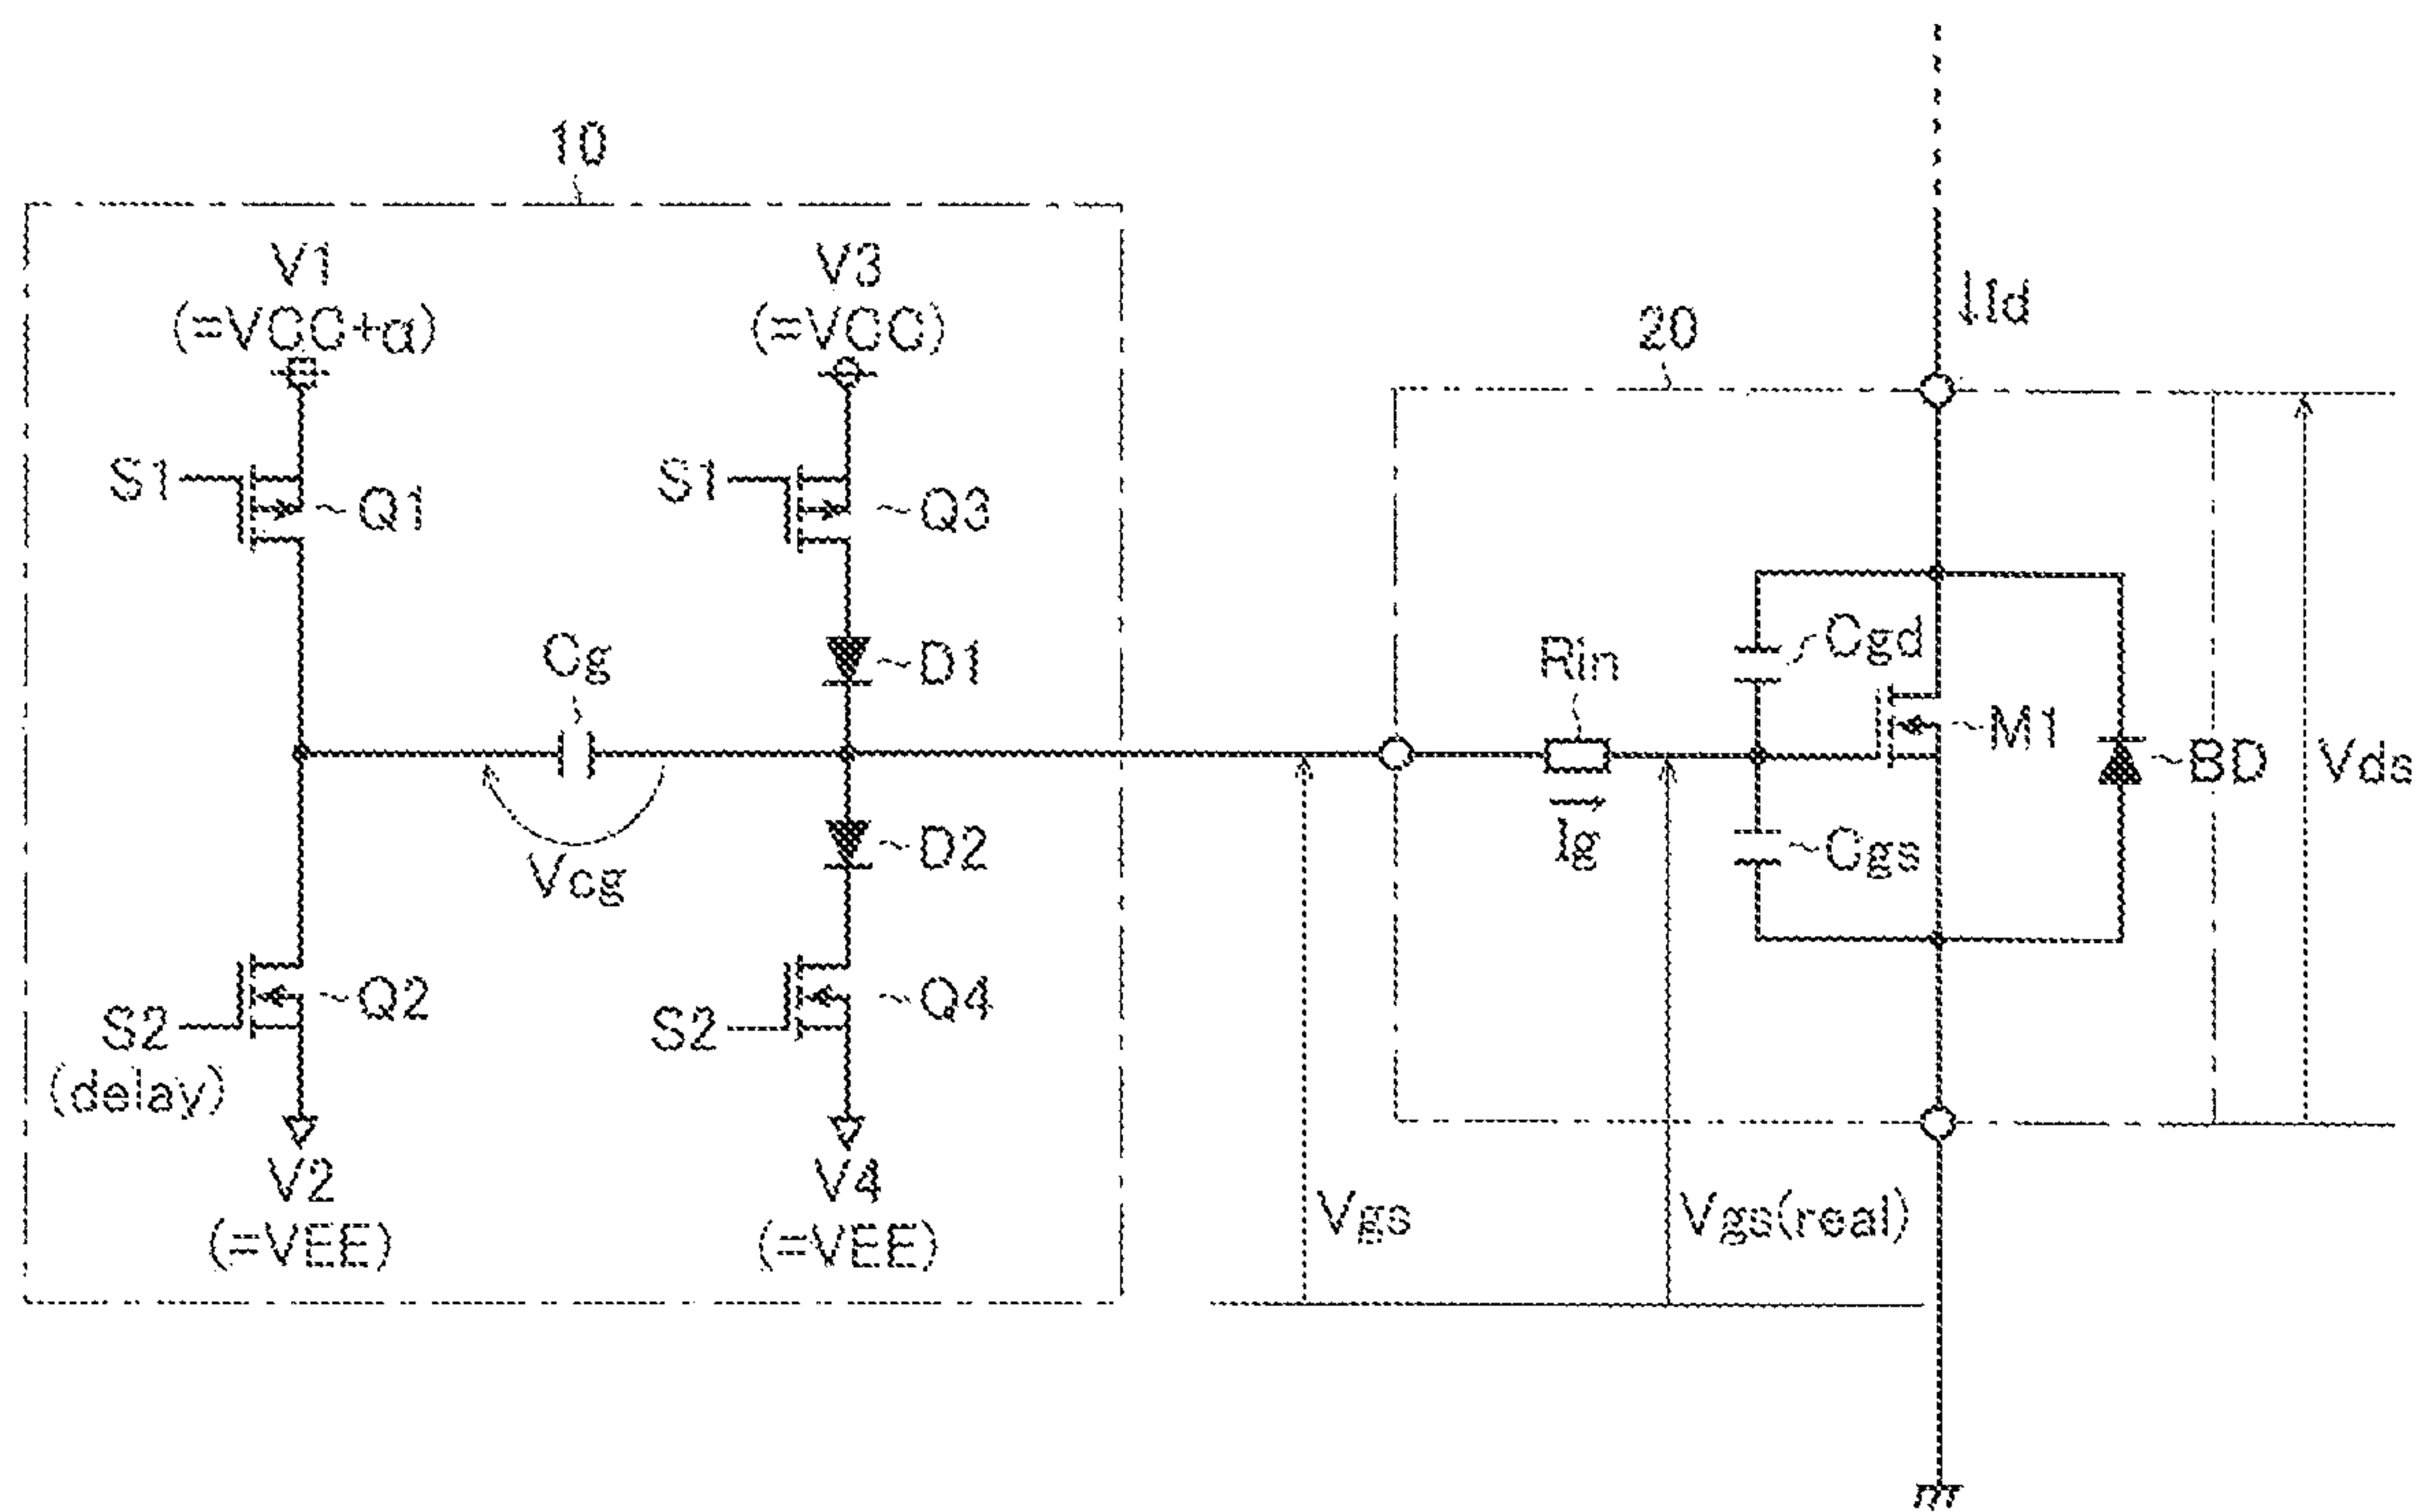 10
V1
(=VCC+α)
V3
(=VCC)
20
↓Id
S1
Q1
S1
Q3
Cg
D1
Rin
Cgd
M1
BD
Vds
Vcg
D2
Ig
Cgs
S2
(delay)
Q2
S2
Q4
V2
(=VEE)
V4
(=VEE)
Vgs
Vgs(real)